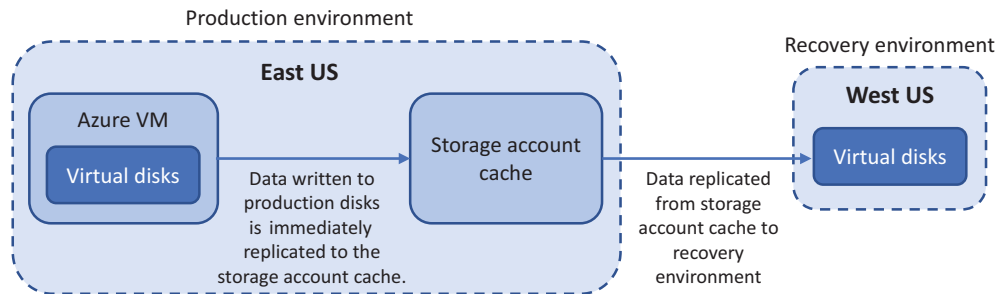 Production environment
East US
Azure VM
Virtual disks
Data written to
production disks
is immediately
replicated to the
storage account cache.
Storage account
cache
Data replicated
from storage
account cache to
recovery
environment
Recovery environment
West US
Virtual disks